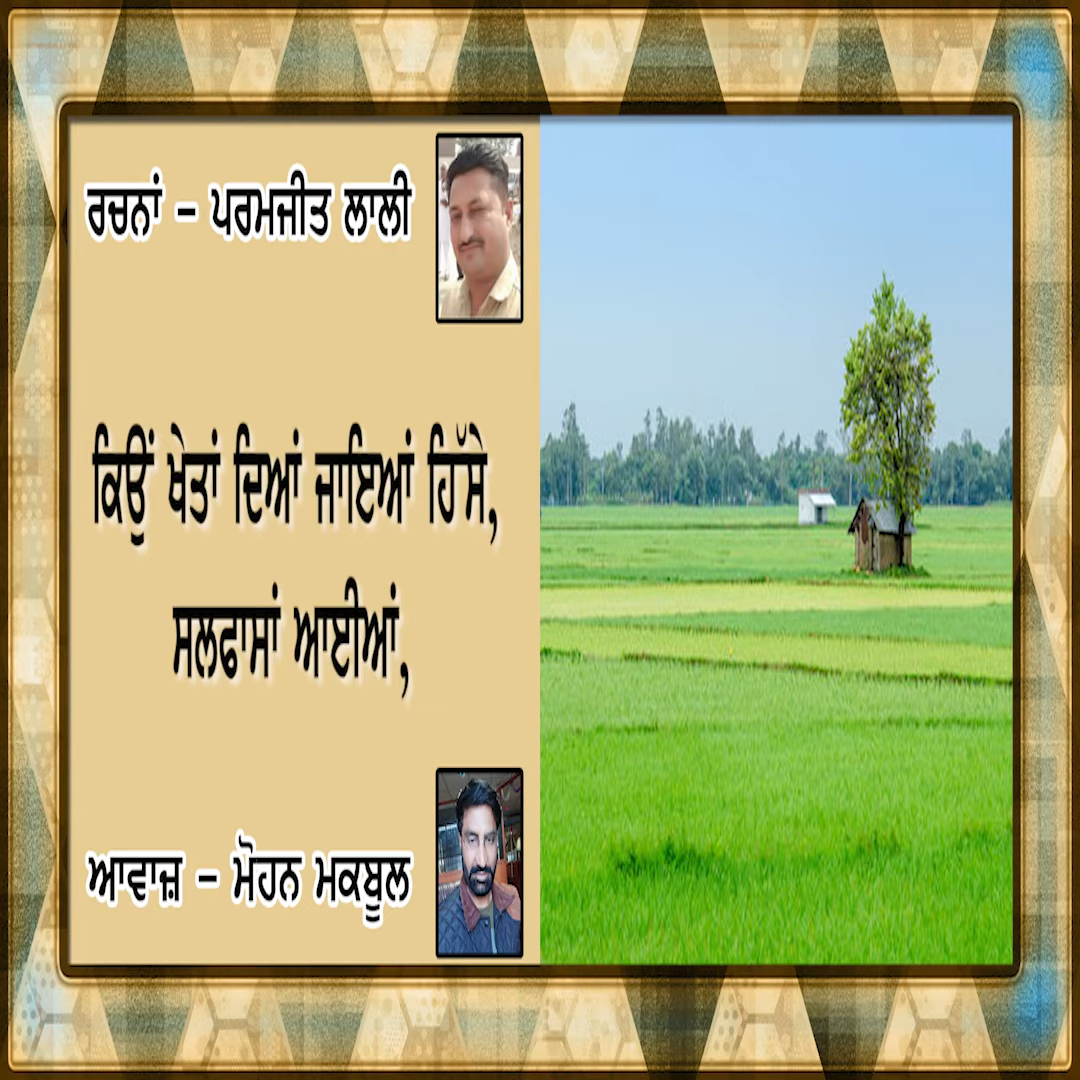 ਰਚਨਾਂ - ਪਰਮਜੀਤ ਲਾਲੀ
ਕਿਉਂ ਖੇਤਾਂ ਦਿਆਂ ਜਾਇਆਂ ਹਿੱਸੇ,
ਸਲਫਾਸਾਂ ਆਈਆਂ,
ਆਵਾਜ਼ - ਮੋਹਨ ਮਕਬੂਲ